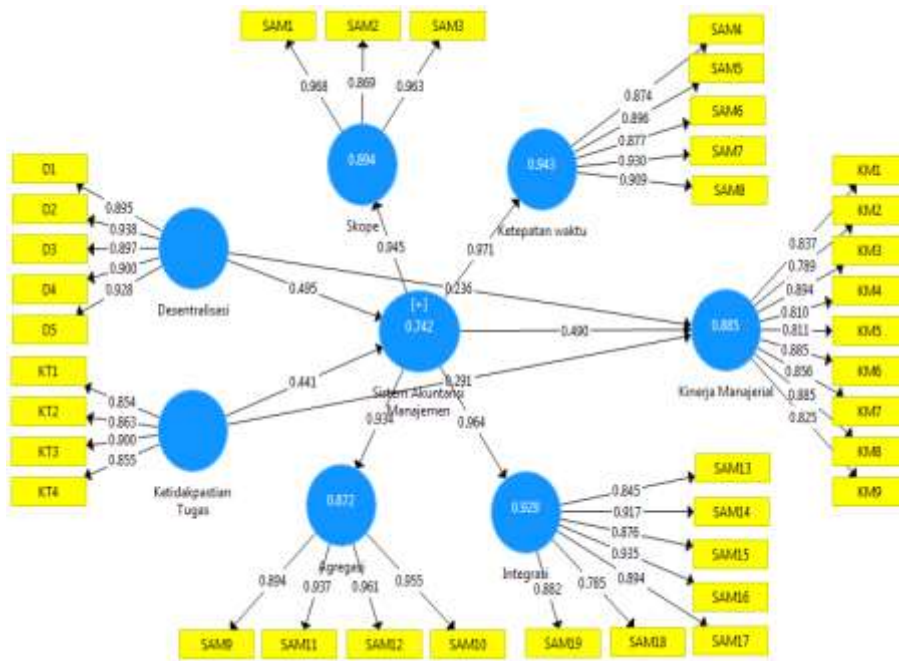 SAM1 SAM2 SAM3
0.968 0.869 0.963
0.894
Skope
SAM4
SAM5
SAM6
SAM7
SAM8
0.874
0.896
0.877
0.930
0.909
0.943
Ketepatan waktu
D1
D2
D3
D4
D5
0.895
0.938
0.897
0.900
0.928
Desentralisasi
0.945
0.971
0.236
0.495
[+]
0.742
Sistem Akuntansi
Manajemen
0.490
0.441
0.291
0.934
0.964
KM1
KM2
KM3
KM4
KM5
KM6
KM7
KM8
KM9
0.837
0.789
0.894
0.810
0.811
0.885
0.856
0.885
0.825
0.885
Kinerja Manajerial
KT1
KT2
KT3
KT4
0.854
0.863
0.900
0.855
Ketidakpastian
Tugas
0.872
Agregasi
0.894
0.937
0.961
0.955
SAM9 SAM11 SAM12 SAM10
0.929
Integrasi
SAM13
SAM14
SAM15
SAM16
SAM17
0.845
0.917
0.876
0.935
0.894
0.765
0.882
SAM19 SAM18